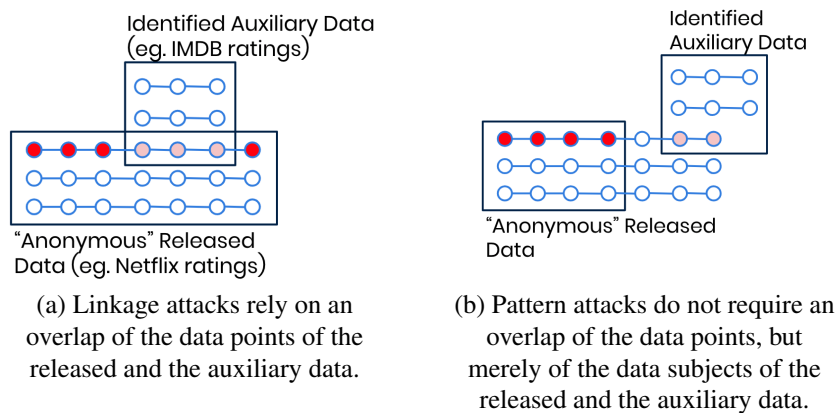 Identified Auxiliary Data
(eg. IMDB ratings)
“Anonymous” Released
Data (eg. Netflix ratings)
(a) Linkage attacks rely on an
overlap of the data points of the
released and the auxiliary data.
Identified
Auxiliary Data
“Anonymous” Released
Data
(b) Pattern attacks do not require an
overlap of the data points, but
merely of the data subjects of the
released and the auxiliary data.